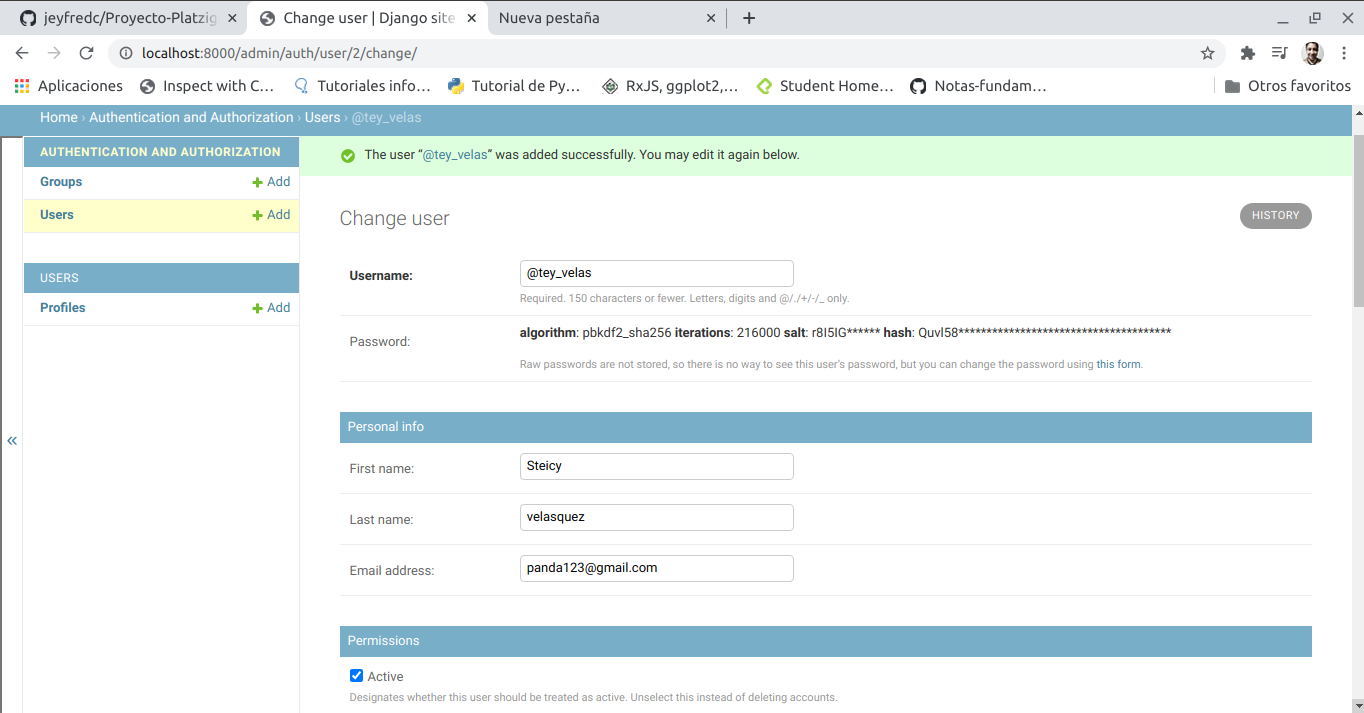 jeyfredc/Proyecto-Platzig
Change user | Django site
Nueva pestaña
localhost:8000/admin/auth/user/2/change/
Aplicaciones
Inspect with C...
Tutoriales info...
Tutorial de Py...
RxJS, ggplot2,...
Student Home...
Notas-fundam...
Otros favoritos
Home › Authentication and Authorization › Users › @tey_velas
AUTHENTICATION AND AUTHORIZATION
Groups + Add
Users + Add
USERS
Profiles + Add
«
The user “@tey_velas” was added successfully. You may edit it again below.
Change user
HISTORY
Username: @tey_velas
Required. 150 characters or fewer. Letters, digits and @/./+/-/_ only.
Password: algorithm: pbkdf2_sha256 iterations: 216000 salt: r8I5IG****** hash: Quvl58**************************************
Raw passwords are not stored, so there is no way to see this user’s password, but you can change the password using this form.
Personal info
First name: Steicy
Last name: velasquez
Email address: panda123@gmail.com
Permissions
Active
Designates whether this user should be treated as active. Unselect this instead of deleting accounts.